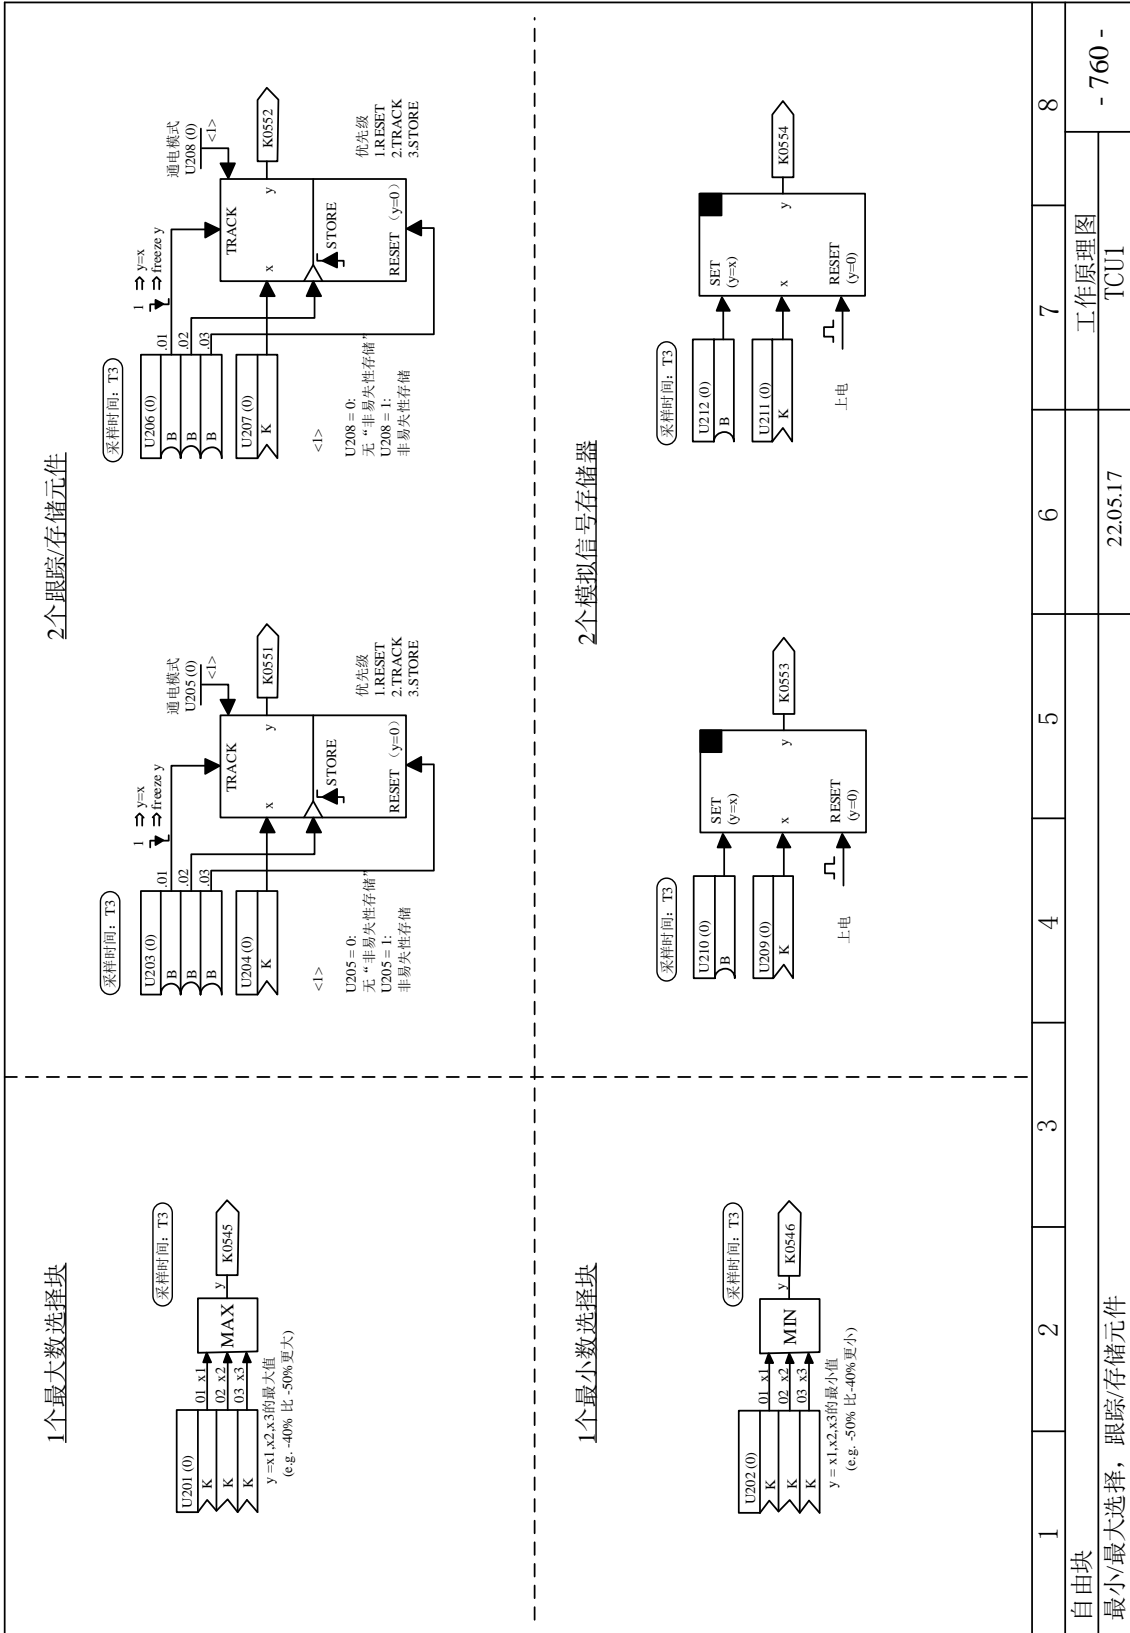 1个最大数选择块
采样时间: T3
U201 (0)
K
K
K
01 x1
02 x2
03 x3
MAX
y
K0545
y =x1,x2,x3的最大值
(e.g. -40% 比 -50%更大)
2个跟踪/存储元件
采样时间: T3
U203 (0)
B
B
B
.01
.02
.03
1 ⇒ y=x
⇒ freeze y
通电模式
U205 (0)
<1>
TRACK
x
y
STORE
RESET （y=0）
K0551
U204 (0)
K
优先级
1.RESET
2.TRACK
3.STORE
<1>
U205 = 0:
无 “非易失性存储”
U205 = 1:
非易失性存储
采样时间: T3
U206 (0)
B
B
B
.01
.02
.03
1 ⇒ y=x
⇒ freeze y
通电模式
U208 (0)
<1>
TRACK
x
y
STORE
RESET （y=0）
K0552
U207 (0)
K
优先级
1.RESET
2.TRACK
3.STORE
<1>
U208 = 0:
无 “非易失性存储”
U208 = 1:
非易失性存储
1个最小数选择块
采样时间: T3
U202 (0)
K
K
K
01 x1
02 x2
03 x3
MIN
y
K0546
y = x1,x2,x3的最小值
(e.g. -50% 比-40%更小)
2个模拟信号存储器
采样时间: T3
U210 (0)
B
U209 (0)
K
上电
SET
(y=x)
x
y
RESET
(y=0)
K0553
采样时间: T3
U212 (0)
B
U211 (0)
K
上电
SET
(y=x)
x
y
RESET
(y=0)
K0554
1 2 3 4 5 6 7 8
自由块
最小/最大选择，跟踪/存储元件
22.05.17
工作原理图
TCU1
- 760 -